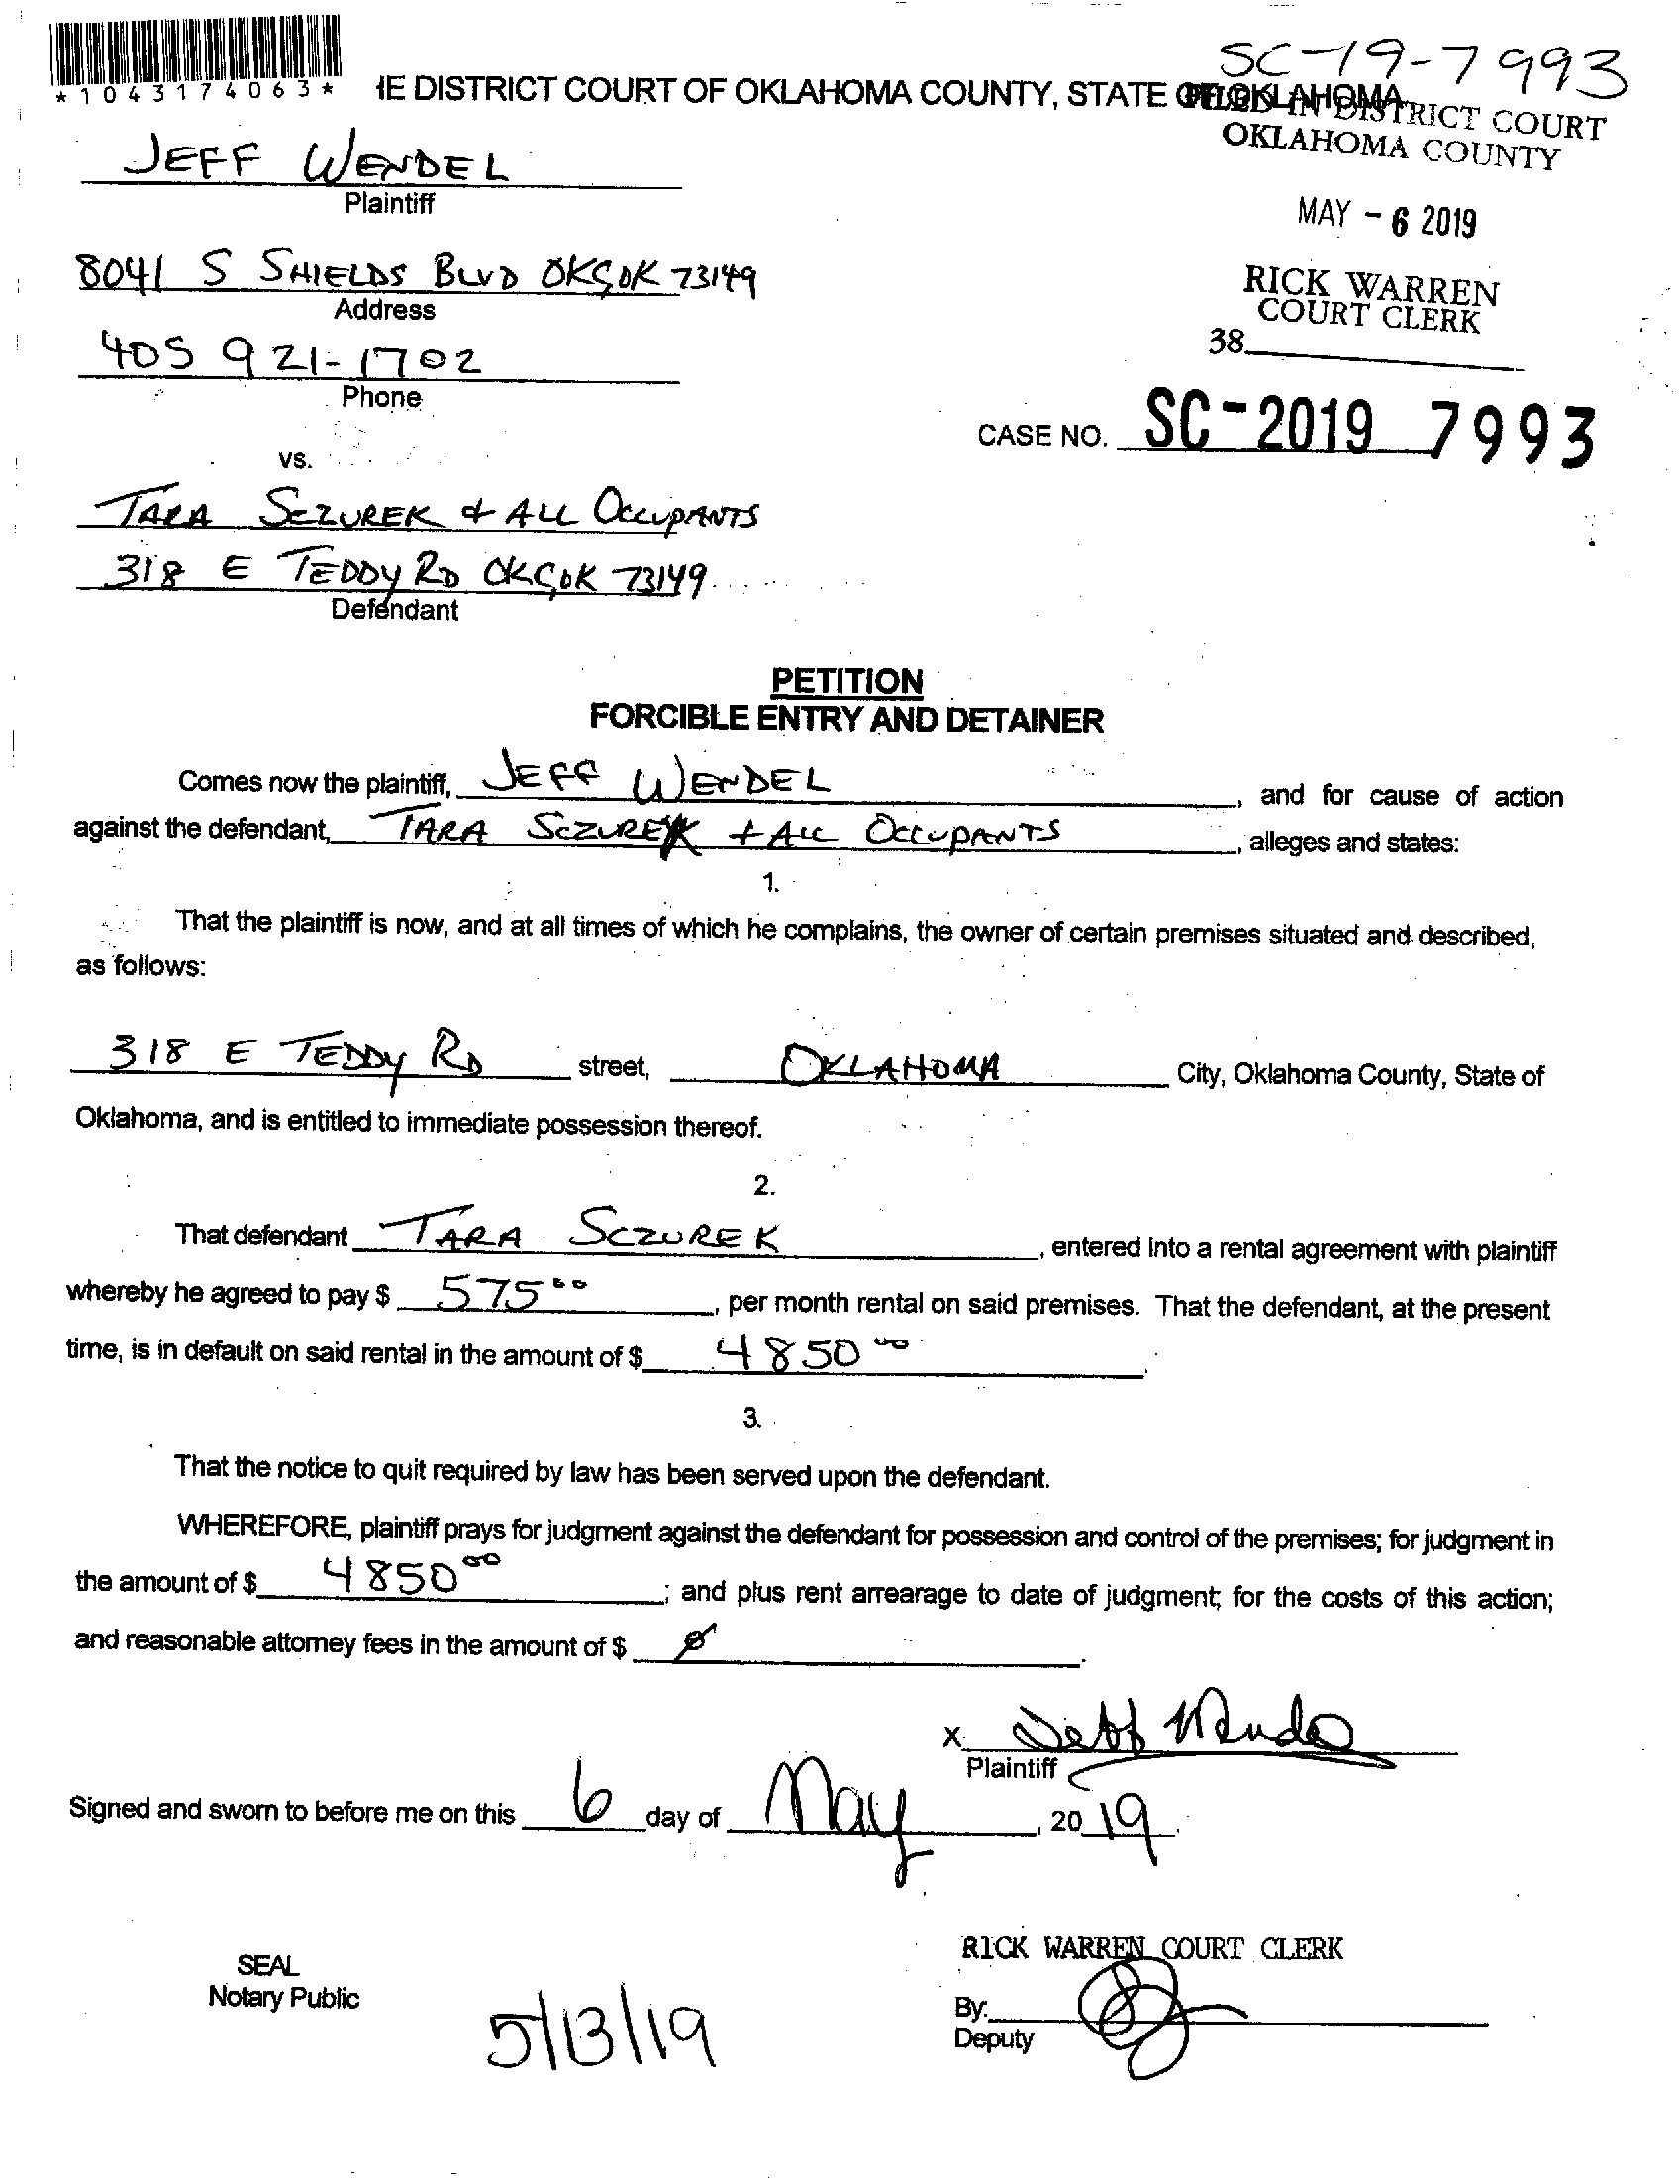 SC-19-7993
*1043174063*
IE DISTRICT COURT OF OKLAHOMA COUNTY, STATE OF OKLAHOMA
FILED IN DISTRICT COURT
OKLAHOMA COUNTY
JEFF WENDEL
Plaintiff
MAY - 6 2019
8041 S SHIELDS BLVD OKC, OK 73149
Address
RICK WARREN
COURT CLERK
38
405 921-1702
Phone
CASE NO. SC-2019 7993
vs.
TARA SCZUREK + ALL OCCUPANTS
318 E TEDDY RD OKC, OK 73149
Defendant
PETITION
FORCIBLE ENTRY AND DETAINER
Comes now the plaintiff, JEFF WENDEL, and for cause of action
against the defendant, TARA SCZUREK + ALL OCCUPANTS, alleges and states:
1.
That the plaintiff is now, and at all times of which he complains, the owner of certain premises situated and described,
as follows:
318 E TEDDY RD street, OKLAHOMA City, Oklahoma County, State of
Oklahoma, and is entitled to immediate possession thereof.
2.
That defendant TARA SCZUREK, entered into a rental agreement with plaintiff
whereby he agreed to pay $ 575 00, per month rental on said premises. That the defendant, at the present
time, is in default on said rental in the amount of $ 4850 00.
3.
That the notice to quit required by law has been served upon the defendant.
WHEREFORE, plaintiff prays for judgment against the defendant for possession and control of the premises; for judgment in
the amount of $ 4850 00; and plus rent arrearage to date of judgment; for the costs of this action;
and reasonable attorney fees in the amount of $ Ø.
X Jeff Wendel
Plaintiff
Signed and sworn to before me on this 6 day of May, 20 19.
RICK WARREN COURT CLERK
SEAL
Notary Public
By:
Deputy
5/13/19